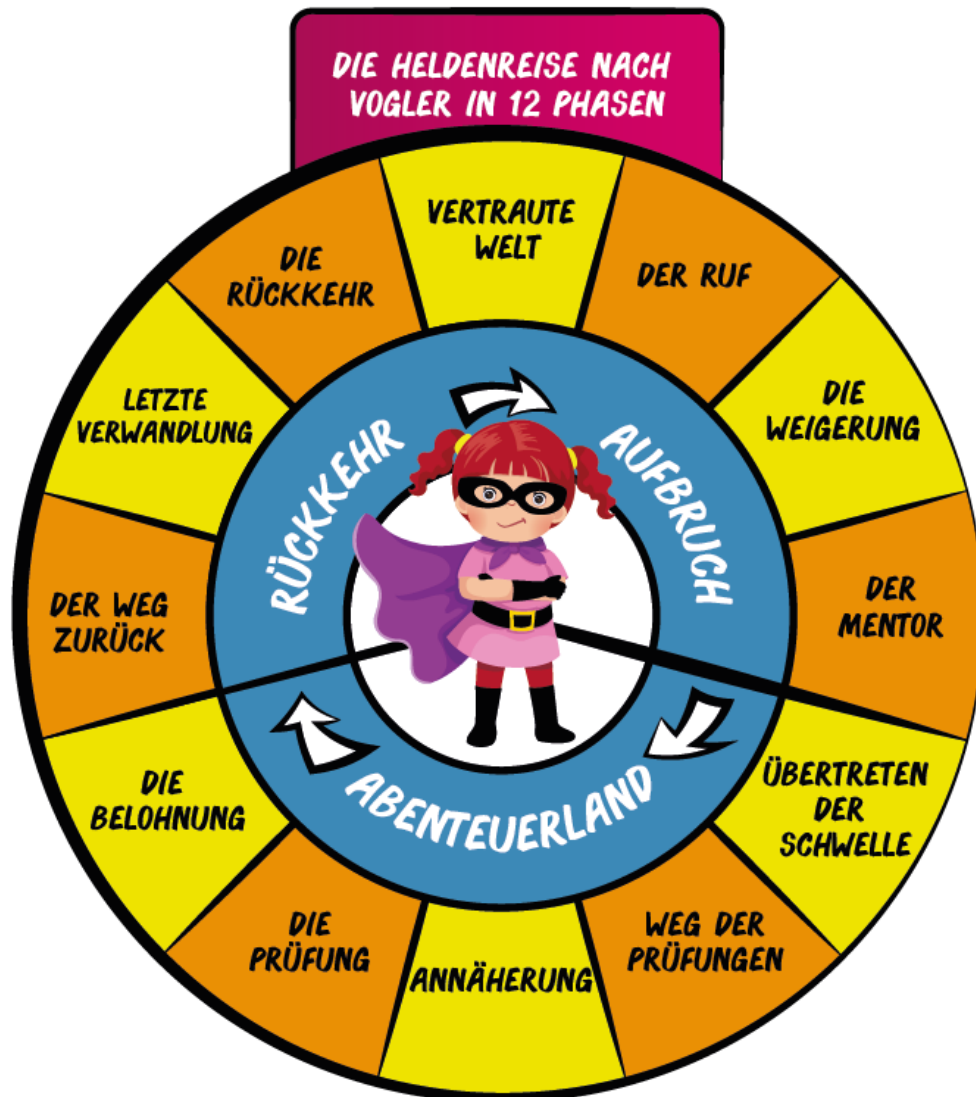 DIE HELDENREISE NACH
VOGLER IN 12 PHASEN
VERTRAUTE
WELT
DER RUF
DIE
WEIGERUNG
DER
MENTOR
ÜBERTRETEN
DER
SCHWELLE
WEG DER
PRÜFUNGEN
ANNÄHERUNG
DIE
PRÜFUNG
DIE
BELOHNUNG
DER WEG
ZURÜCK
LETZTE
VERWANDLUNG
DIE
RÜCKKEHR
AUFBRUCH
ABENTEUERLAND
RÜCKKEHR